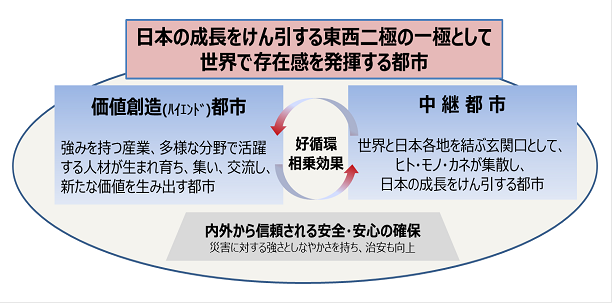 日本の成長をけん引する東西二極の一極として
世界で存在感を発揮する都市
価値創造(ﾊｲｴﾝﾄﾞ)都市
強みを持つ産業、多様な分野で活躍
する人材が生まれ育ち、集い、交流し、
新たな価値を生み出す都市
好循環
相乗効果
中継都市
世界と日本各地を結ぶ玄関口として、
ヒト・モノ・カネが集散し、
日本の成長をけん引する都市
内外から信頼される安全・安心の確保
災害に対する強さとしなやかさを持ち、治安も向上